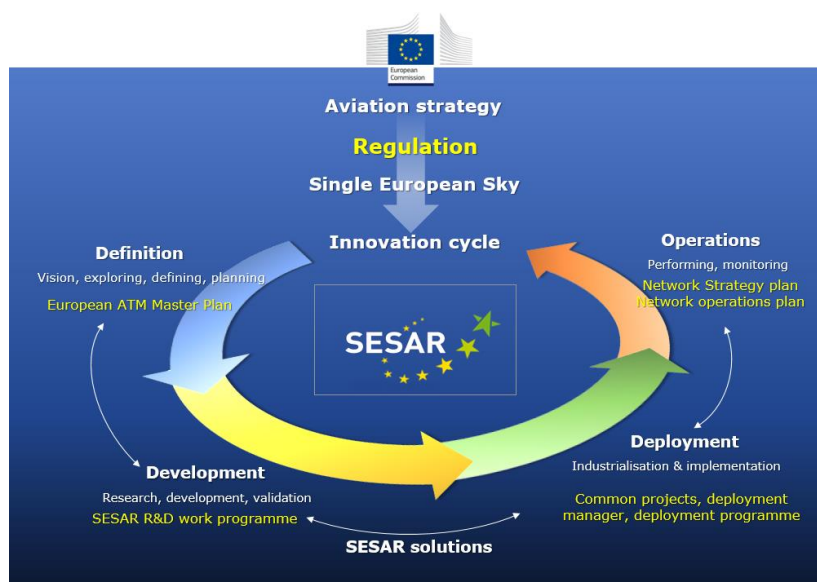 European
Commission
Aviation strategy
Regulation
Single European Sky
Innovation cycle
Definition
Vision, exploring, defining, planning
European ATM Master Plan
Operations
Performing, monitoring
Network Strategy plan
Network operations plan
SESAR
Development
Research, development, validation
SESAR R&D work programme
Deployment
Industrialisation & implementation
Common projects, deployment
manager, deployment programme
SESAR solutions